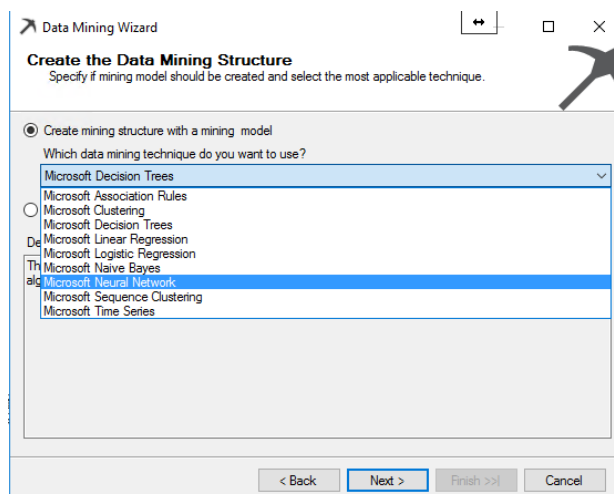 Data Mining Wizard
Create the Data Mining Structure
Specify if mining model should be created and select the most applicable technique.
Create mining structure with a mining model
Which data mining technique do you want to use?
Microsoft Decision Trees
Microsoft Association Rules
Microsoft Clustering
Microsoft Decision Trees
Microsoft Linear Regression
Microsoft Logistic Regression
Microsoft Naive Bayes
Microsoft Neural Network
Microsoft Sequence Clustering
Microsoft Time Series
< Back
Next >
Finish >>|
Cancel